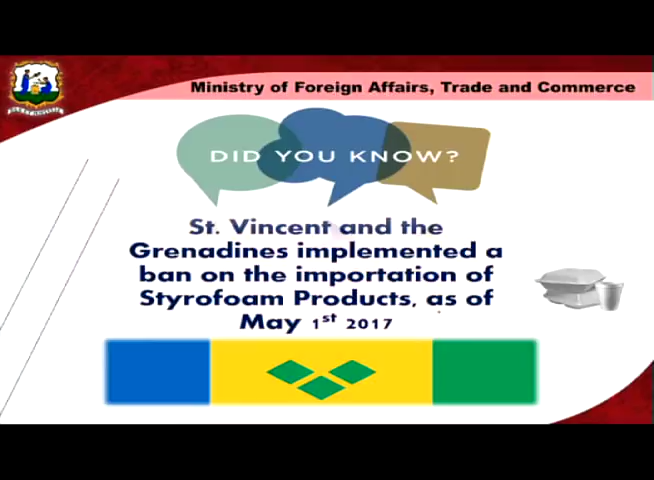 Ministry of Foreign Affairs, Trade and Commerce
DID YOU KNOW?
St. Vincent and the
Grenadines implemented a
ban on the importation of
Styrofoam Products, as of
May 1st 2017